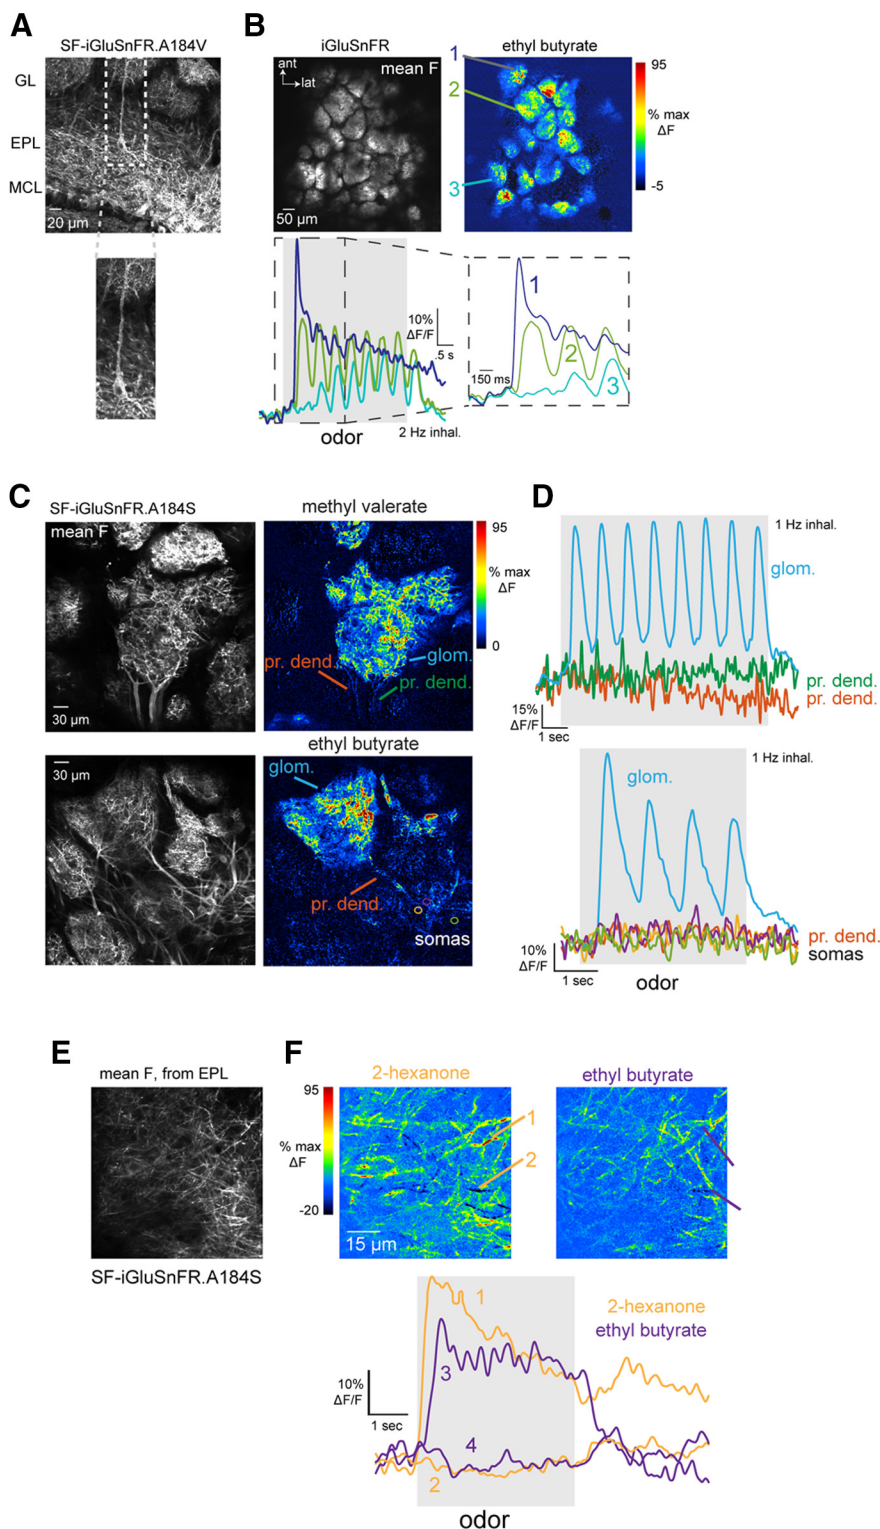 A
SF-iGluSnFR.A184V
GL
EPL
MCL
20 µm
B
iGluSnFR
ethyl butyrate
ant
lat
mean F
50 µm
1
2
3
95
% max
ΔF
-5
10%
ΔF/F
.5 s
odor
2 Hz inhal.
1
2
3
150 ms
C
SF-iGluSnFR.A184S
mean F
30 µm
methyl valerate
95
% max
ΔF
0
pr. dend.
glom.
pr. dend.
30 µm
ethyl butyrate
glom.
pr. dend.
somas
D
1 Hz inhal.
glom.
pr. dend.
pr. dend.
15%
ΔF/F
1 sec
1 Hz inhal.
glom.
pr. dend.
somas
10%
ΔF/F
1 sec
odor
E
mean F, from EPL
SF-iGluSnFR.A184S
F
2-hexanone
ethyl butyrate
95
% max
ΔF
-20
1
2
15 µm
2-hexanone
ethyl butyrate
1
3
4
2
10%
ΔF/F
1 sec
odor